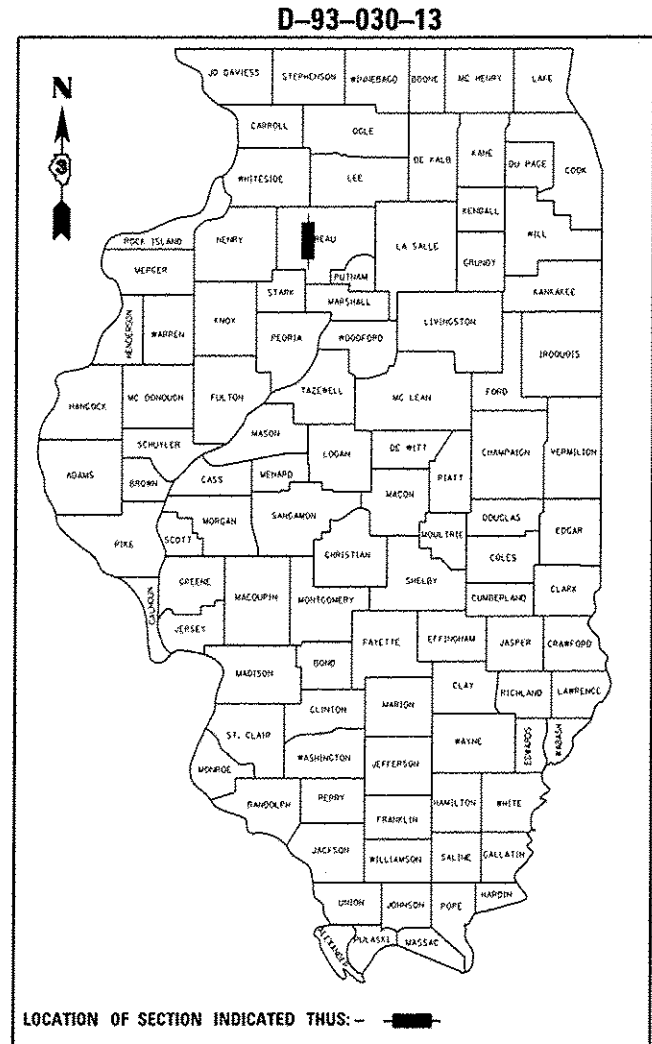 D-93-030-13
JO DAVIESS STEPHENSON WINNEBAGO BOONE MC HENRY LAKE
N
CARROLL OGLE
3
DE KALB KANE DU PAGE COOK
WHITESIDE LEE
KENDALL
ROCK ISLAND HENRY REAU LA SALLE WILL
MERCER PUTNAM GRUNDY
STARK MARSHALL KANKAKEE
HENDERSON WARREN KNOX LIVINGSTON
PEORIA WOODFORD IROQUOIS
TAZEWELL
HANCOCK MC DONOUGH FULTON MC LEAN FORD
MASON
SCHUYLER LOGAN DE WITT CHAMPAIGN VERMILION
ADAMS BROWN CASS MENARD PIATT
MACON
MORGAN SANGAMON DOUGLAS EDGAR
PIKE SCOTT CHRISTIAN MOULTRIE COLES
GREENE SHELBY
CALHOUN MACOUPIN MONTGOMERY CUMBERLAND CLARK
JERSEY FAYETTE EFFINGHAM JASPER CRAWFORD
MADISON BOND
CLAY RICHLAND LAWRENCE
CLINTON MARION
ST. CLAIR WAYNE EDWARDS WABASH
WASHINGTON JEFFERSON
MONROE
RANDOLPH PERRY HAMILTON WHITE
FRANKLIN
JACKSON WILLIAMSON SALINE GALLATIN
UNION JOHNSON POPE HARDIN
ALEXANDER PULASKI MASSAC
LOCATION OF SECTION INDICATED THUS: -